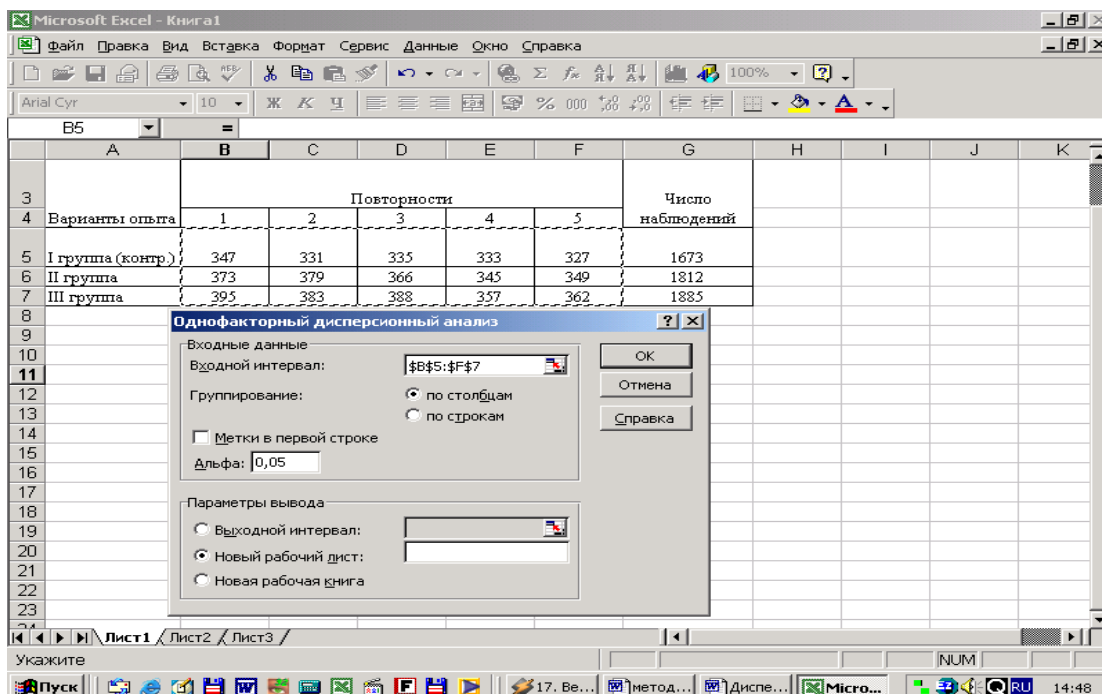 Microsoft Excel - Книга1
Файл Правка Вид Вставка Формат Сервис Данные Окно Справка
100%
Arial Cyr 10 Ж К Ч % 000
B5 =
A B C D E F G H I J K
3 Повторности Число
4 Варианты опыта 1 2 3 4 5 наблюдений
5 I группа (контр.) 347 331 335 333 327 1673
6 II группа 373 379 366 345 349 1812
7 III группа 395 383 388 357 362 1885
8
Однофакторный дисперсионный анализ
9
Входные данные
10 Входной интервал: $B$5:$F$7 ОК
11
12 Группирование: по столбцам Отмена
13 по строкам Справка
14 Метки в первой строке
15
Альфа: 0,05
16
17
Параметры вывода
18
19 Выходной интервал:
20 Новый рабочий лист:
21
22 Новая рабочая книга
23
Лист1 Лист2 Лист3
Укажите NUM
Пуск 17. Ве... метод... Диспе... Micro... RU 14:48